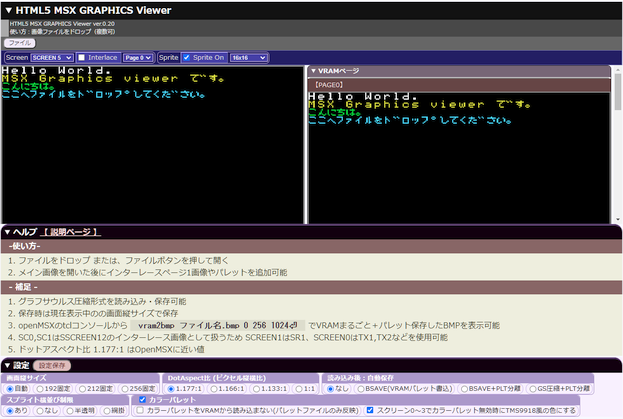 ▼ HTML5 MSX GRAPHICS Viewer
HTML5 MSX GRAPHICS Viewer ver.0.20
使い方：画像ファイルをドロップ（複数可）
ファイル
Screen SCREEN 5 Interlace Page 0 Sprite Sprite On 16x16
Hello World.
MSX Graphics viewer です。
こんにちは。
ここへファイルをドロップしてください。
▼ VRAMページ
【PAGE0】
Hello World.
MSX Graphics viewer です。
こんにちは。
ここへファイルをドロップしてください。
▼ ヘルプ 【 説明ページ 】
-使い方-
1. ファイルをドロップ または、ファイルボタンを押して開く
2. メイン画像を開いた後にインターレースページ1画像やパレットを追加可能
- 補足 -
1. グラフサウルス圧縮形式を読み込み・保存可能
2. 保存時は現在表示中の画面縦サイズで保存
3. openMSXのtclコンソールから vram2bmp ファイル名.bmp 0 256 1024⏎ でVRAMまるごと+パレット保存したBMPを表示可能
4. SC0,SC1はSSCREEN12のインターレース画像として扱うため SCREEN1はSR1、SCREEN0はTX1,TX2などを使用可能
5. ドットアスペクト比 1.177:1 はOpenMSXに近い値
▼ 設定 設定保存
画面縦サイズ
自動 192固定 212固定 256固定
DotAspect比 (ピクセル縦横比)
1.177:1 1.166:1 1.133:1 1:1
読み込み後：自動保存
なし BSAVE(VRAMパレット書込) BSAVE+PLT分離 GS圧縮+PLT分離
スプライト横並び制限
あり なし 半透明 縞掛
カラーパレット
カラーパレットをVRAMから読み込まない(パレットファイルのみ反映) スクリーン0~3でカラーパレット無効時にTMS9918風の色にする